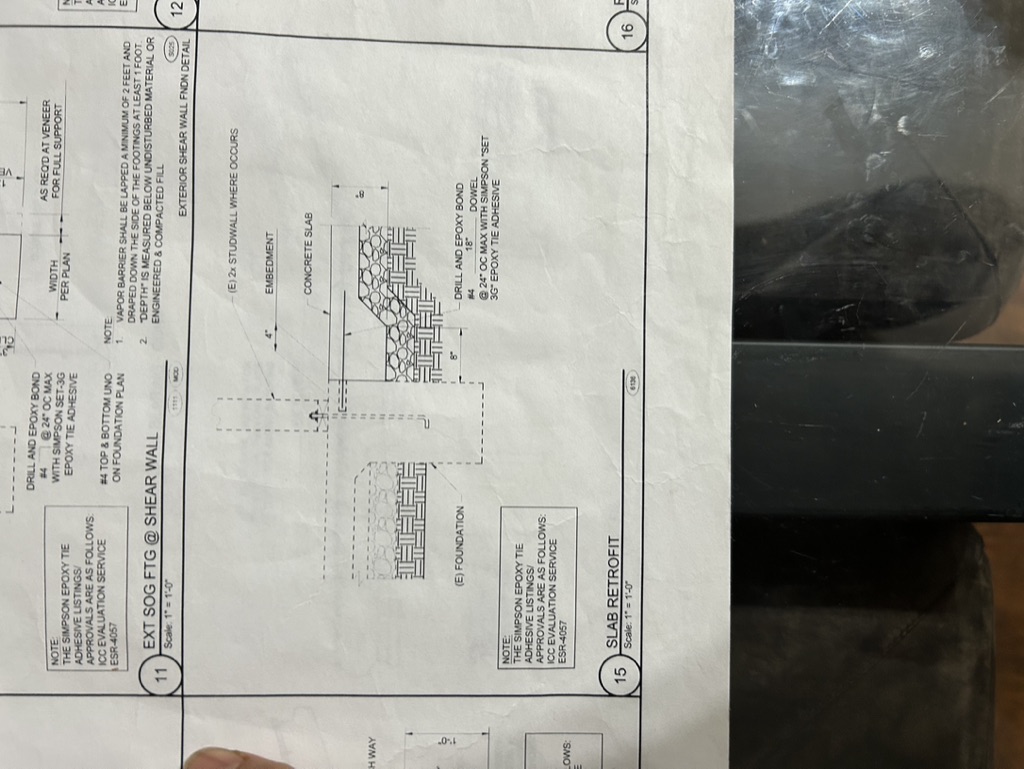 12
AS REQ'D AT VENEER
FOR FULL SUPPORT
WIDTH
PER PLAN
DRILL AND EPOXY BOND
#4 @ 24" OC MAX
WITH SIMPSON SET-3G
EPOXY TIE ADHESIVE
#4 TOP & BOTTOM UNO
ON FOUNDATION PLAN
NOTE:
1. VAPOR BARRIER SHALL BE LAPPED A MINIMUM OF 2 FEET AND
DRAPED DOWN THE SIDE OF THE FOOTINGS AT LEAST 1 FOOT.
2. "DEPTH" IS MEASURED BELOW UNDISTURBED MATERIAL OR
ENGINEERED & COMPACTED FILL
NOTE:
THE SIMPSON EPOXY TIE
ADHESIVE LISTINGS/
APPROVALS ARE AS FOLLOWS:
ICC EVALUATION SERVICE
ESR-4057
11
EXT SOG FTG @ SHEAR WALL
Scale: 1" = 1'-0"
MOD
EXTERIOR SHEAR WALL FNDN DETAIL
(E) 2x STUDWALL WHERE OCCURS
4" EMBEDMENT
CONCRETE SLAB
8"
6"
DRILL AND EPOXY BOND
#4 18" DOWEL
@ 24" OC MAX WITH SIMPSON "SET
3G" EPOXY TIE ADHESIVE
(E) FOUNDATION
NOTE:
THE SIMPSON EPOXY TIE
ADHESIVE LISTINGS/
APPROVALS ARE AS FOLLOWS:
ICC EVALUATION SERVICE
ESR-4057
15
SLAB RETROFIT
Scale: 1" = 1'-0"
16
H WAY
OWS: